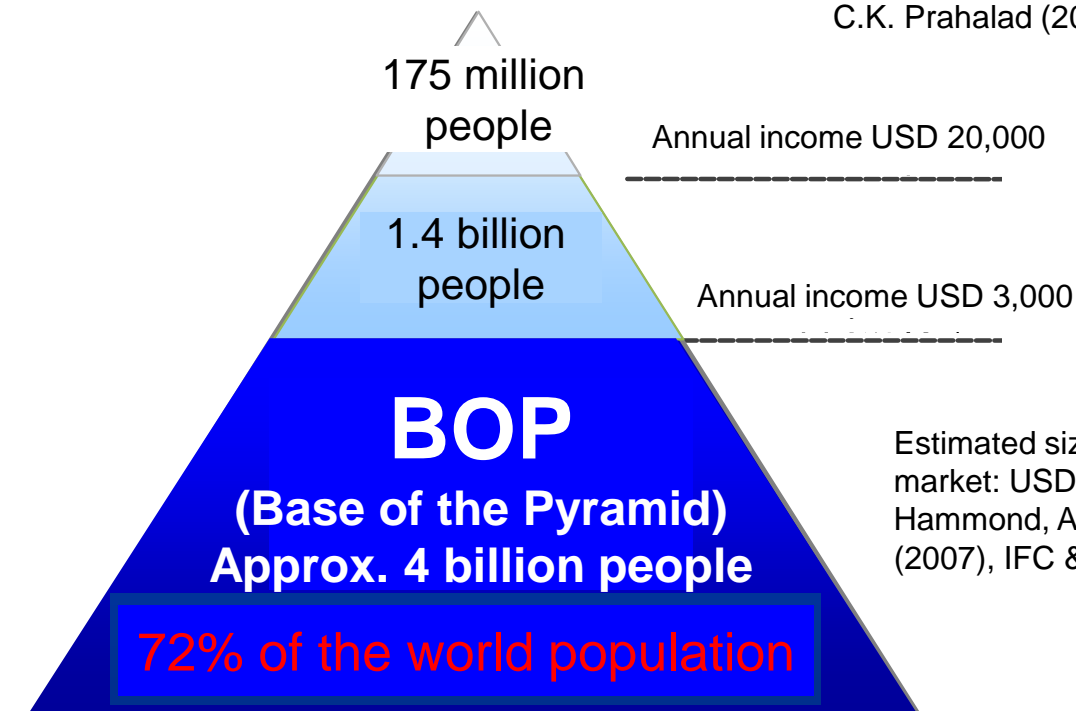 C.K. Prahalad
175 million
people
Annual income USD 20,000
1.4 billion
people
Annual income USD 3,000
BOP
(Base of the Pyramid)
Approx. 4 billion people
72% of the world population
Estimated
market: USD
Hammond,
(2007), IFC &